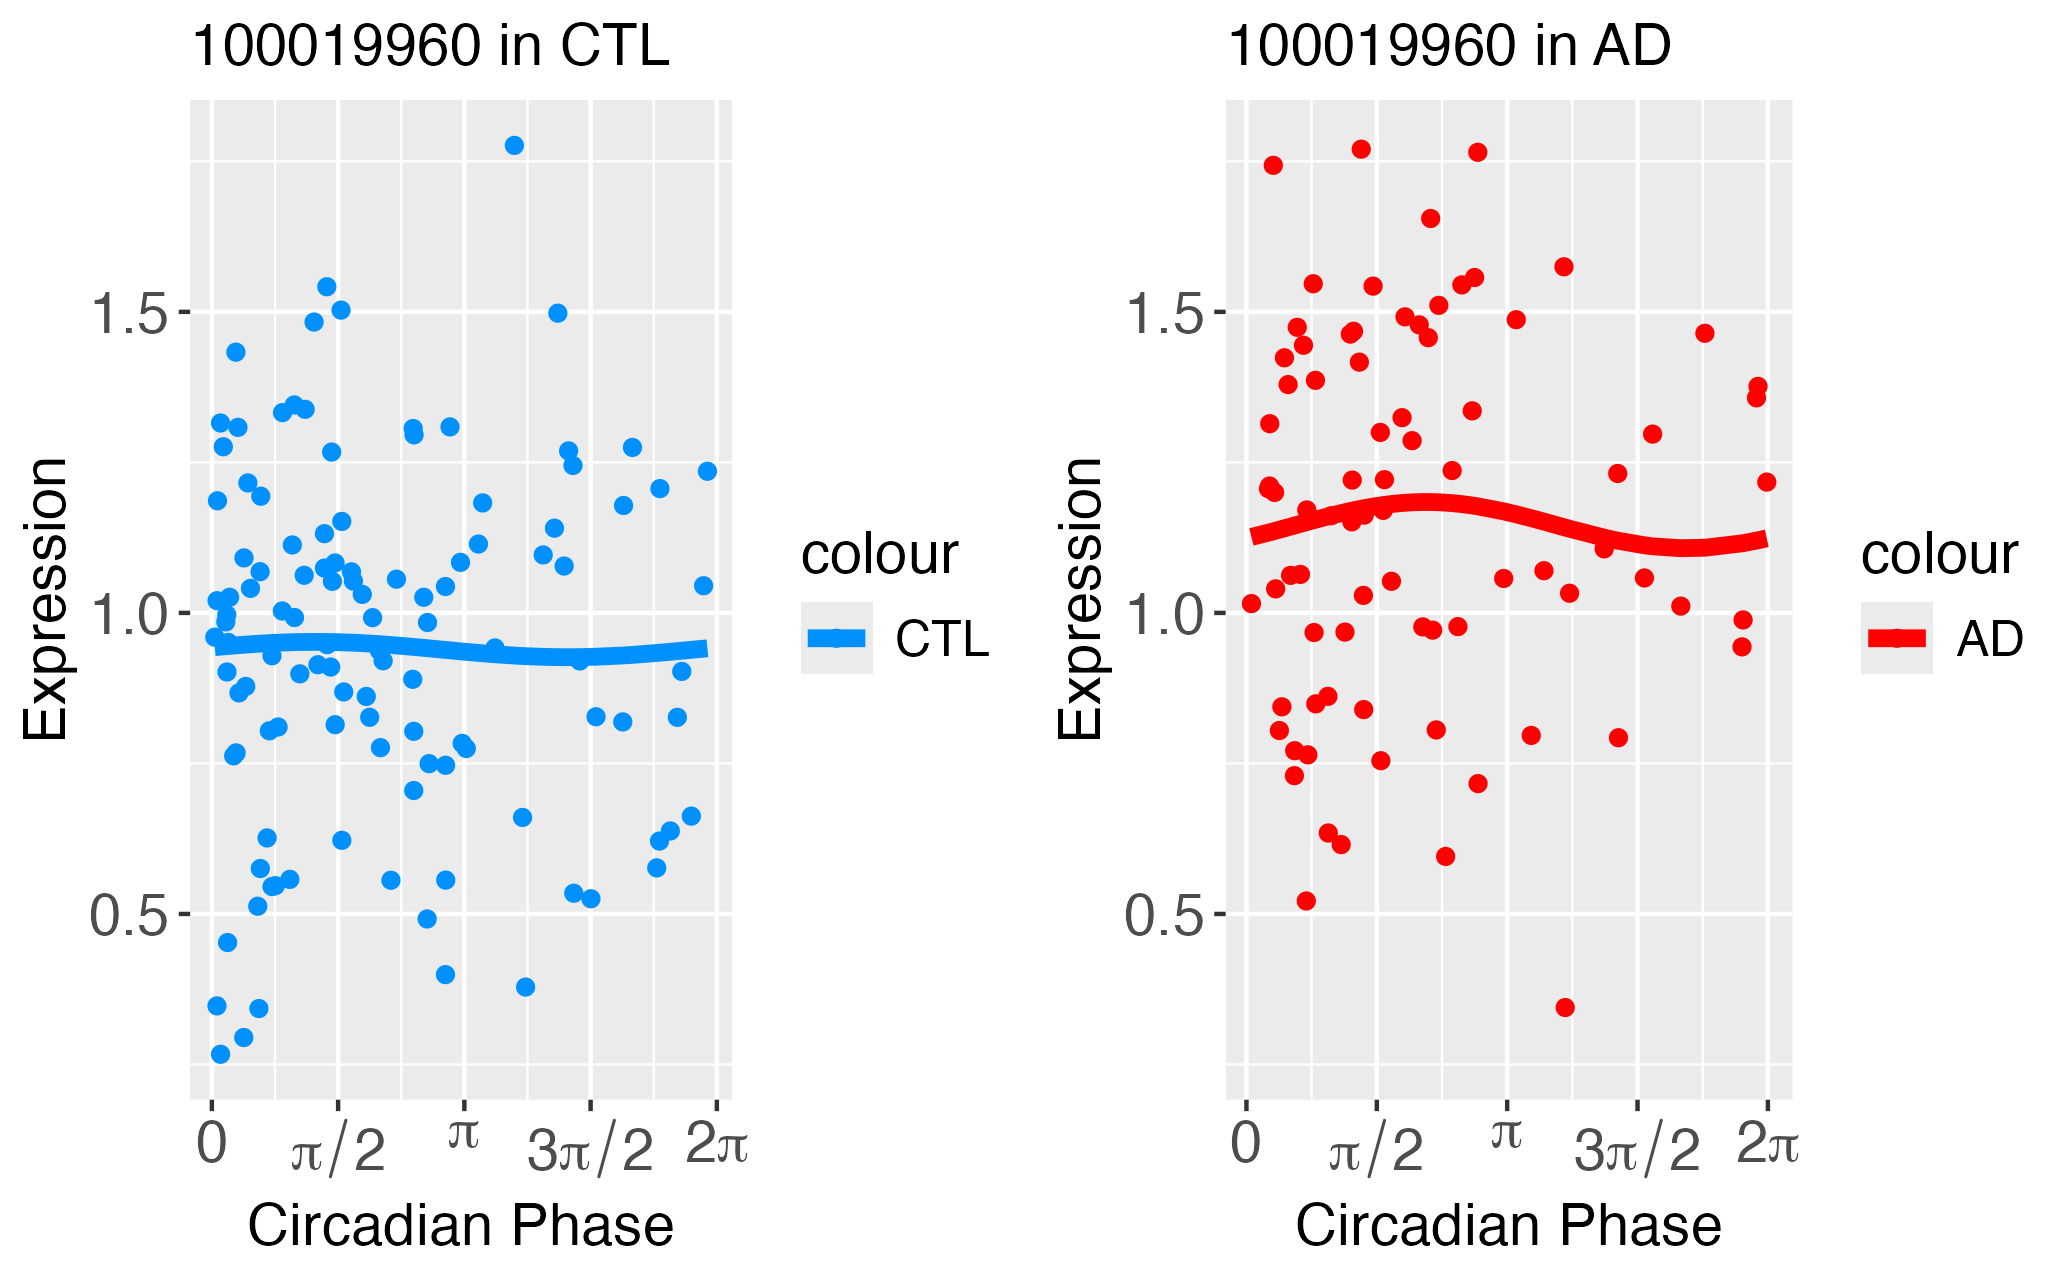 100019960 in CTL
Expression
1.5
1.0
0.5
0 π/2 π 3π/2 2π
Circadian Phase
colour
CTL
100019960 in AD
Expression
1.5
1.0
0.5
0 π/2 π 3π/2 2π
Circadian Phase
colour
AD